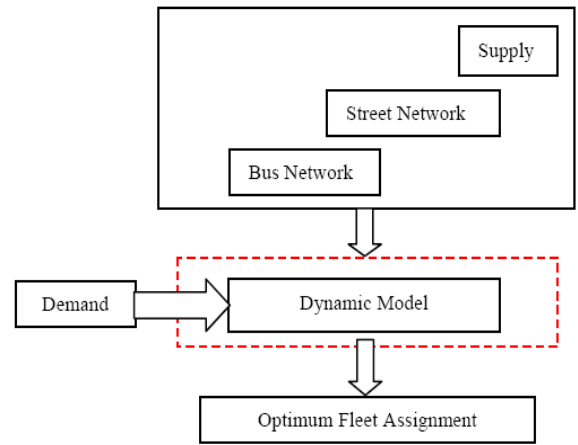 Supply
Street Network
Bus Network
Demand
Dynamic Model
Optimum Fleet Assignment